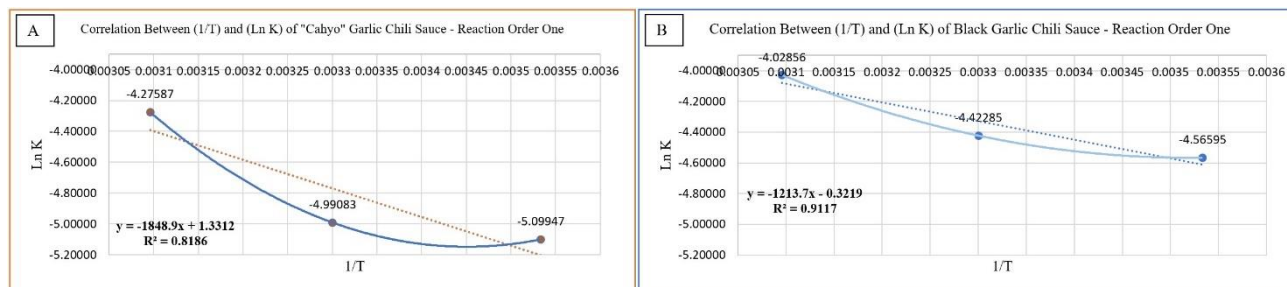 A
Correlation Between (1/T) and (Ln K) of "Cahyo" Garlic Chili Sauce - Reaction Order One
0.00305 0.0031 0.00315 0.0032 0.00325 0.0033 0.00335 0.0034 0.00345 0.0035 0.00355 0.0036
-4.00000
-4.20000
-4.40000
-4.60000
-4.80000
-5.00000
-5.20000
Ln K
-4.27587
-4.99083
-5.09947
y = -1848.9x + 1.3312
R² = 0.8186
1/T
B
Correlation Between (1/T) and (Ln K) of Black Garlic Chili Sauce - Reaction Order One
0.00305 0.0031 0.00315 0.0032 0.00325 0.0033 0.00335 0.0034 0.00345 0.0035 0.00355 0.0036
-4.00000
-4.20000
-4.40000
-4.60000
-4.80000
-5.00000
-5.20000
Ln K
-4.02856
-4.42285
-4.56595
y = -1213.7x - 0.3219
R² = 0.9117
1/T